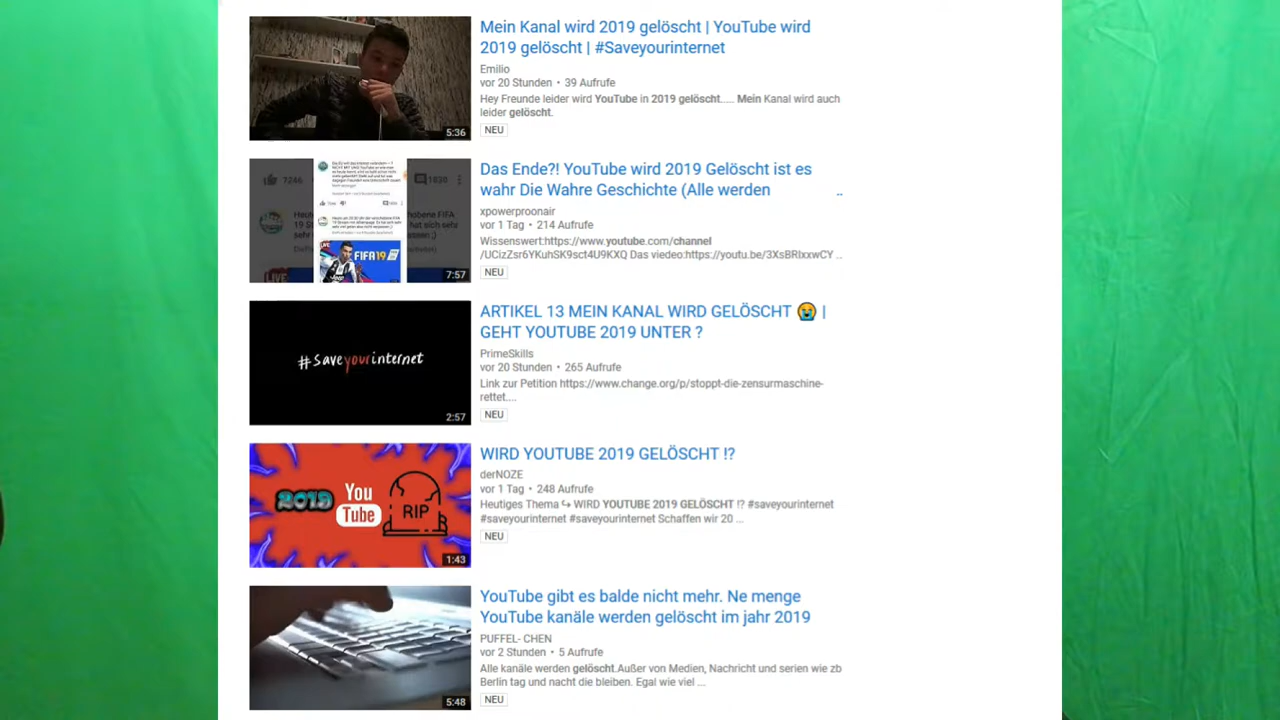 Mein Kanal wird 2019 gelöscht | YouTube wird
2019 gelöscht | #Saveyourinternet
Emilio
vor 20 Stunden • 39 Aufrufe
Hey Freunde leider wird YouTube in 2019 gelöscht..... Mein Kanal wird auch
leider gelöscht.
NEU
5:36
Das Ende?! YouTube wird 2019 Gelöscht ist es
wahr Die Wahre Geschichte (Alle werden ..
xpowerproonair
vor 1 Tag • 214 Aufrufe
Wissenswert:https://www.youtube.com/channel
/UCizZsr6YKuhSK9sct4U9KXQ Das viedeo:https://youtu.be/3XsBRIxxwCY ..
NEU
7246
1830
LIVE
FIFA 19
7:57
ARTIKEL 13 MEIN KANAL WIRD GELÖSCHT 😭 |
GEHT YOUTUBE 2019 UNTER ?
PrimeSkills
vor 20 Stunden • 265 Aufrufe
Link zur Petition https://www.change.org/p/stoppt-die-zensurmaschine-
rettet....
NEU
#saveyourinternet
2:57
WIRD YOUTUBE 2019 GELÖSCHT !?
derNOZE
vor 1 Tag • 248 Aufrufe
Heutiges Thema ↪ WIRD YOUTUBE 2019 GELÖSCHT !? #saveyourinternet
#saveyourinternet #saveyourinternet Schaffen wir 20 ...
NEU
2019
You
Tube
RIP
1:43
YouTube gibt es balde nicht mehr. Ne menge
YouTube kanäle werden gelöscht im jahr 2019
PUFFEL- CHEN
vor 2 Stunden • 5 Aufrufe
Alle kanäle werden gelöscht.Außer von Medien, Nachricht und serien wie zb
Berlin tag und nacht die bleiben. Egal wie viel ...
NEU
5:48